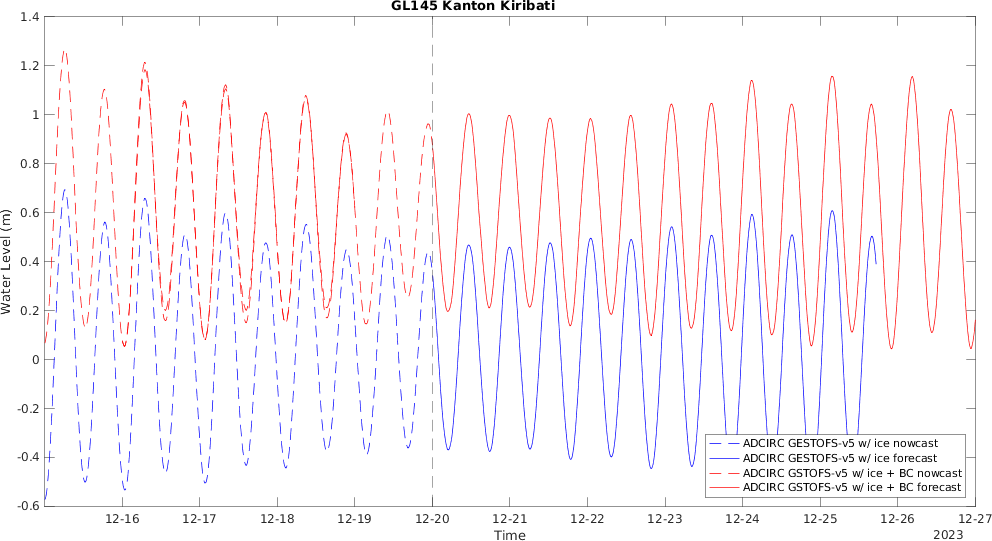 GL145 Kanton Kiribati
Water Level (m)
1.4
1.2
1
0.8
0.6
0.4
0.2
0
-0.2
-0.4
-0.6
ADCIRC GESTOFS-v5 w/ ice nowcast
ADCIRC GESTOFS-v5 w/ ice forecast
ADCIRC GSTOFS-v5 w/ ice + BC nowcast
ADCIRC GSTOFS-v5 w/ ice + BC forecast
12-16 12-17 12-18 12-19 12-20 12-21 12-22 12-23 12-24 12-25 12-26 12-27
Time
2023